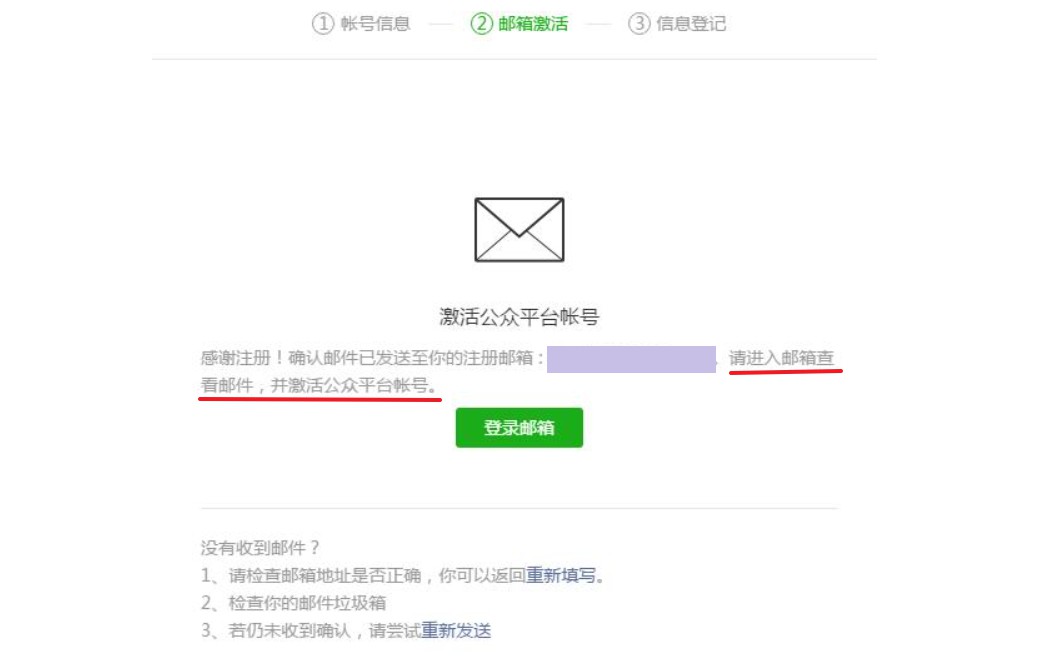 ① 帐号信息 ② 邮箱激活 ③ 信息登记
激活公众平台帐号
感谢注册！确认邮件已发送至你的注册邮箱： 请进入邮箱查
看邮件，并激活公众平台帐号。
登录邮箱
没有收到邮件？
1、请检查邮箱地址是否正确，你可以返回重新填写。
2、检查你的邮件垃圾箱
3、若仍未收到确认，请尝试重新发送